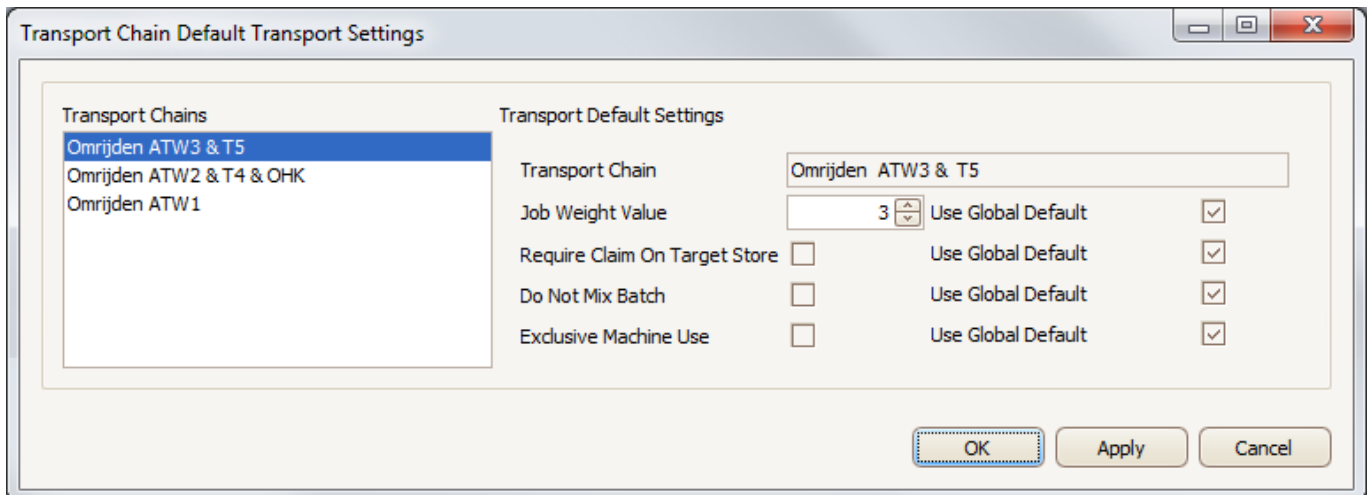 Transport Chain Default Transport Settings
Transport Chains
Omrijden ATW3 & T5
Omrijden ATW2 & T4 & OHK
Omrijden ATW1
Transport Default Settings
Transport Chain Omrijden ATW3 & T5
Job Weight Value 3 Use Global Default
Require Claim On Target Store Use Global Default
Do Not Mix Batch Use Global Default
Exclusive Machine Use Use Global Default
OK Apply Cancel